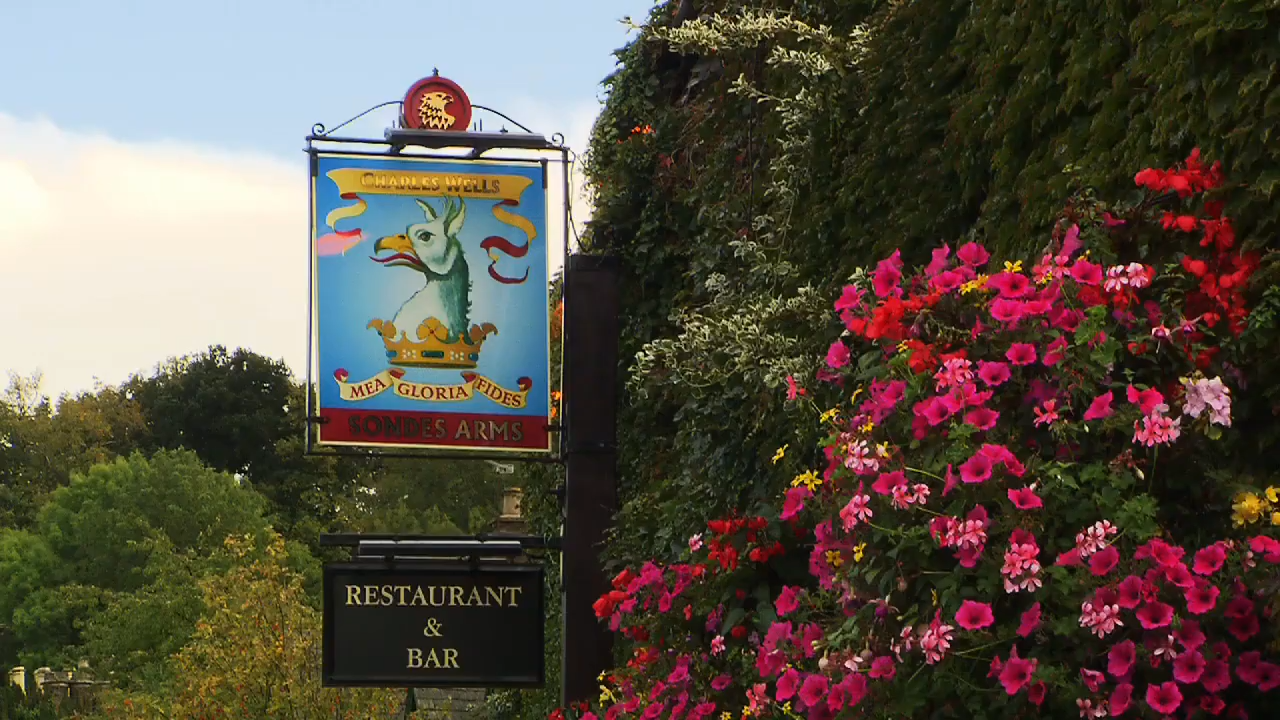 CHARLES WELLS
MEA GLORIA FIDES
SONDES ARMS
RESTAURANT
&
BAR